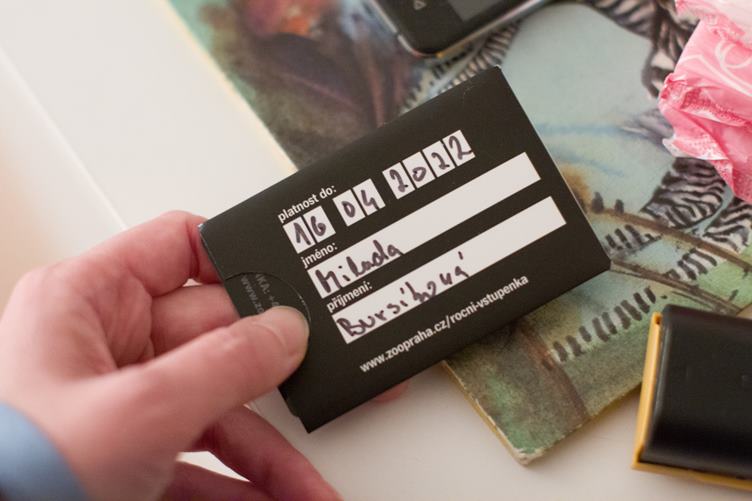 platnost do:
16 04 2022
jméno:
Milada
příjmení:
Bursíková
www.zoopraha.cz/rocni-vstupenka